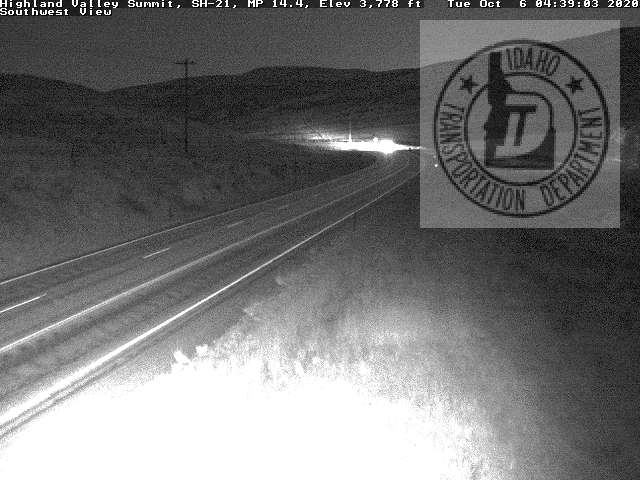 Highland Valley Summit, SH-21, MP 14.4, Elev 3,778 ft   Tue Oct  6 04:39:03 2020
Southwest View
IDAHO
TRANSPORTATION DEPARTMENT